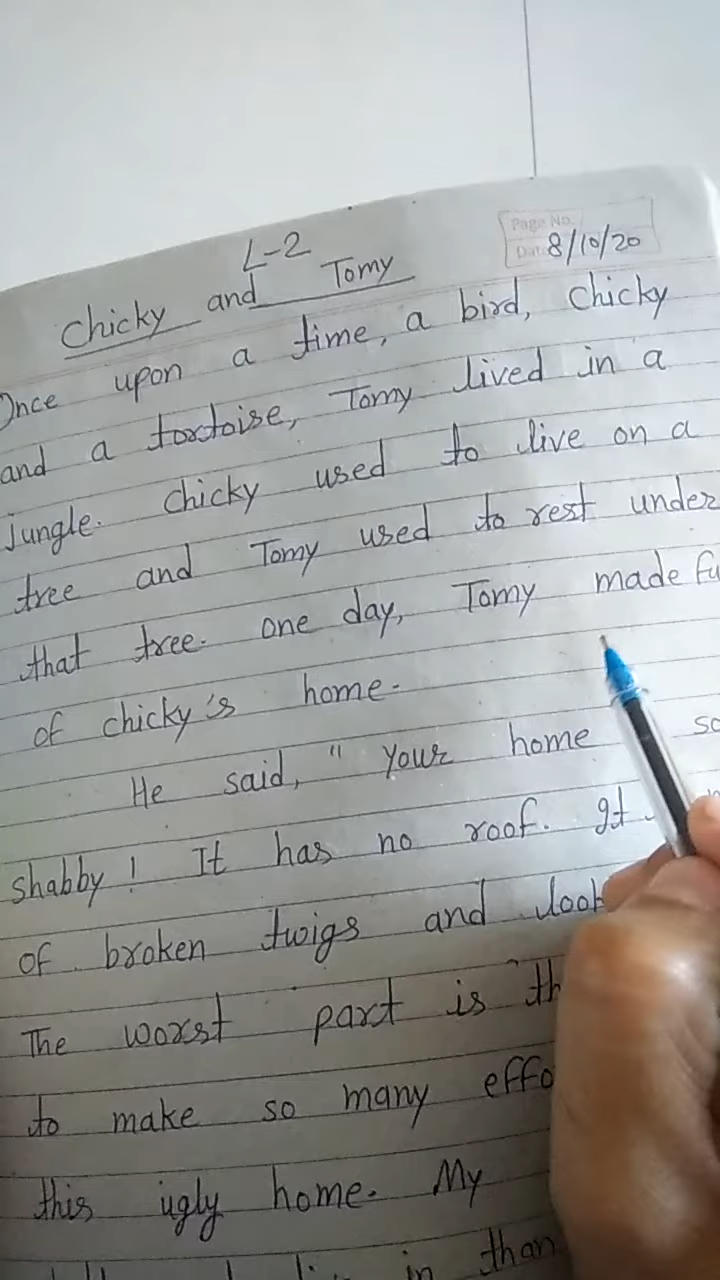 L-2
Page No.
Date 8/10/20
Chicky and Tomy
Once upon a time, a bird, Chicky
and a tortoise, Tomy lived in a
jungle. Chicky used to live on a
tree and Tomy used to rest under
that tree. One day, Tomy made fu
of chicky's home.
He said, " Your home so
shabby! It has no roof. It
of broken twigs and look
The worst part is th
to make so many effo
this ugly home. My
in than